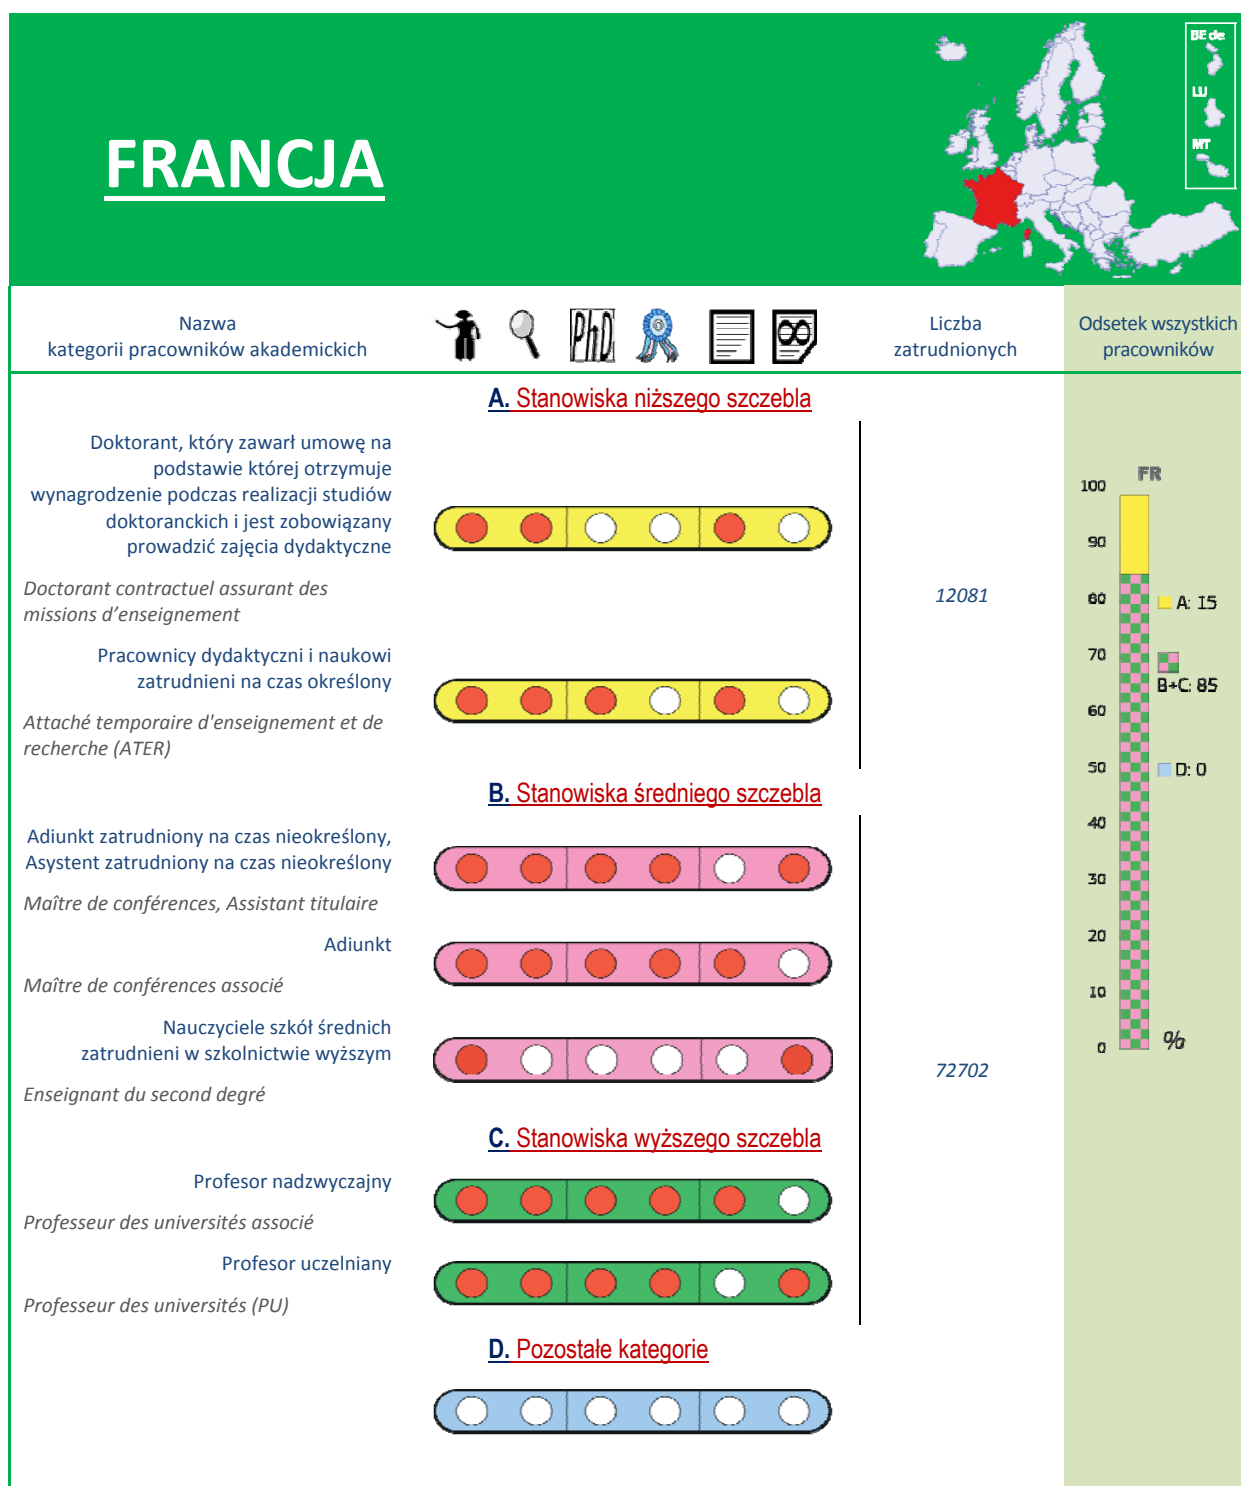 BE de
LU
MT
FRANCJA
Nazwa
kategorii pracowników akademickich
PhD
Liczba
zatrudnionych
Odsetek wszystkich
pracowników
A. Stanowiska niższego szczebla
Doktorant, który zawarł umowę na
podstawie której otrzymuje
wynagrodzenie podczas realizacji studiów
doktoranckich i jest zobowiązany
prowadzić zajęcia dydaktyczne
Doctorant contractuel assurant des
missions d’enseignement
12081
Pracownicy dydaktyczni i naukowi
zatrudnieni na czas określony
Attaché temporaire d'enseignement et de
recherche (ATER)
B. Stanowiska średniego szczebla
Adiunkt zatrudniony na czas nieokreślony,
Asystent zatrudniony na czas nieokreślony
Maître de conférences, Assistant titulaire
Adiunkt
Maître de conférences associé
Nauczyciele szkół średnich
zatrudnieni w szkolnictwie wyższym
72702
Enseignant du second degré
C. Stanowiska wyższego szczebla
Profesor nadzwyczajny
Professeur des universités associé
Profesor uczelniany
Professeur des universités (PU)
D. Pozostałe kategorie
FR
100
90
80
A: 15
70
B+C: 85
60
50
D: 0
40
30
20
10
0
%